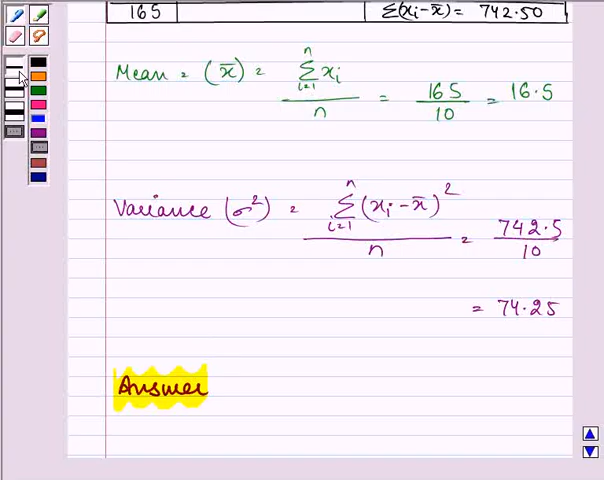 165 Σ(xᵢ-x̄)= 742.50
Mean = (x̄) = n∑i=1 xᵢ / n = 165/10 = 16.5
Variance (σ²) = n∑i=1 (xᵢ-x̄)² / n = 742.5/10
= 74.25
Answer